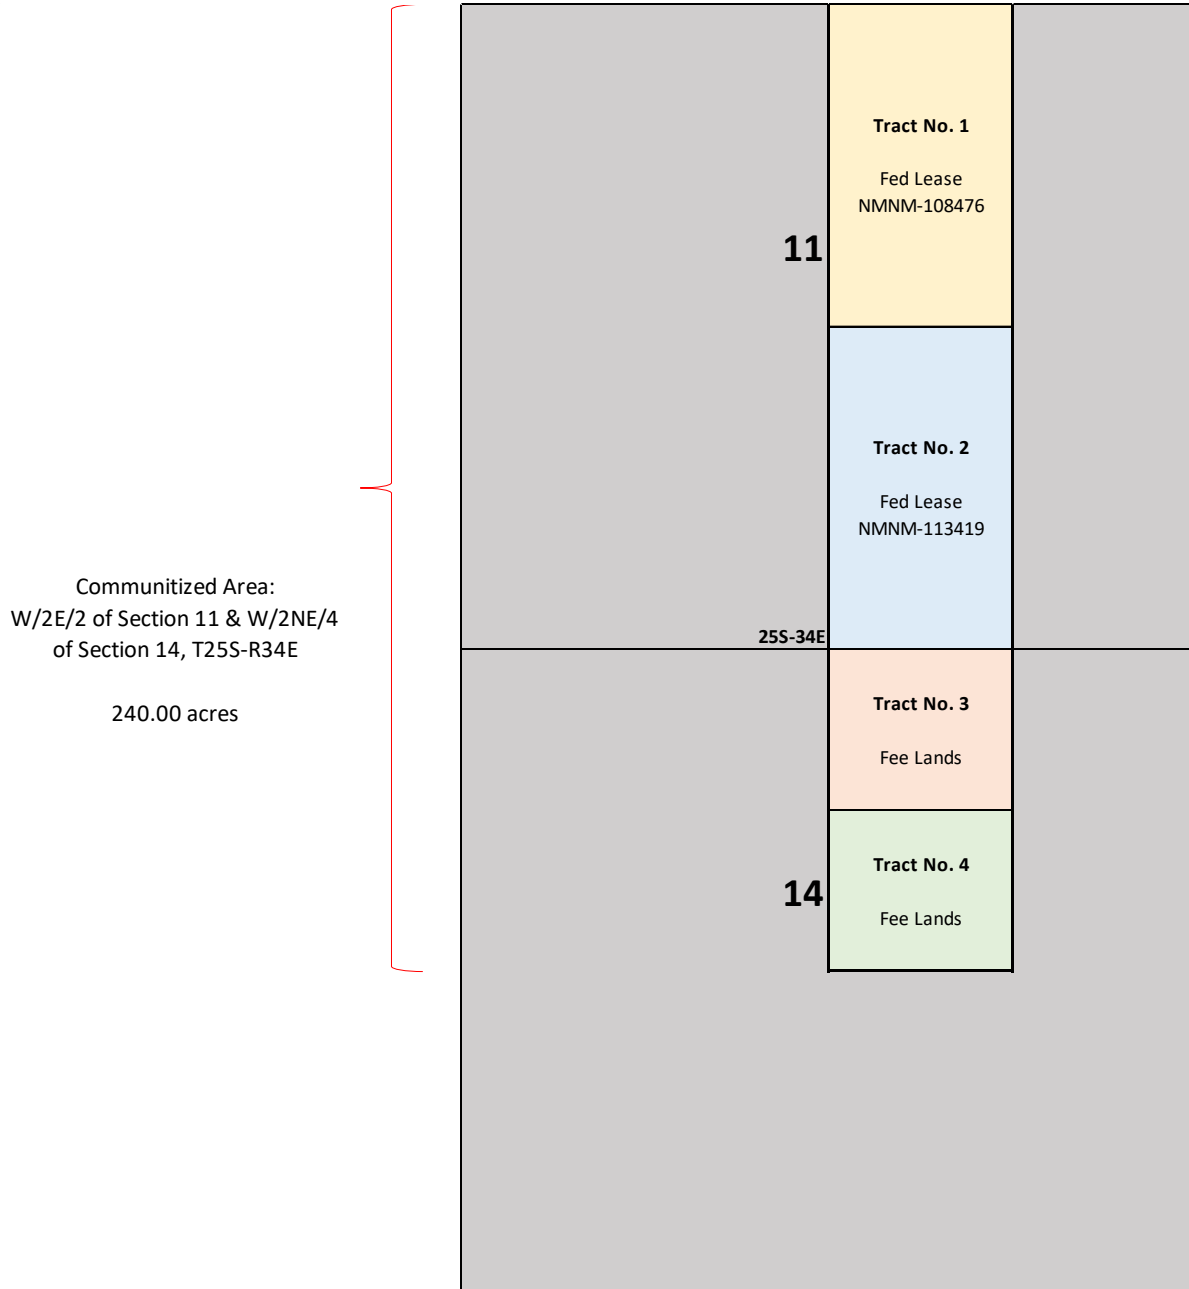 Tract No. 1
Fed Lease
NMNM-108476
11
Tract No. 2
Fed Lease
NMNM-113419
Communitized Area:
W/2E/2 of Section 11 & W/2NE/4
of Section 14, T25S-R34E
240.00 acres
25S-34E
Tract No. 3
Fee Lands
Tract No. 4
Fee Lands
14